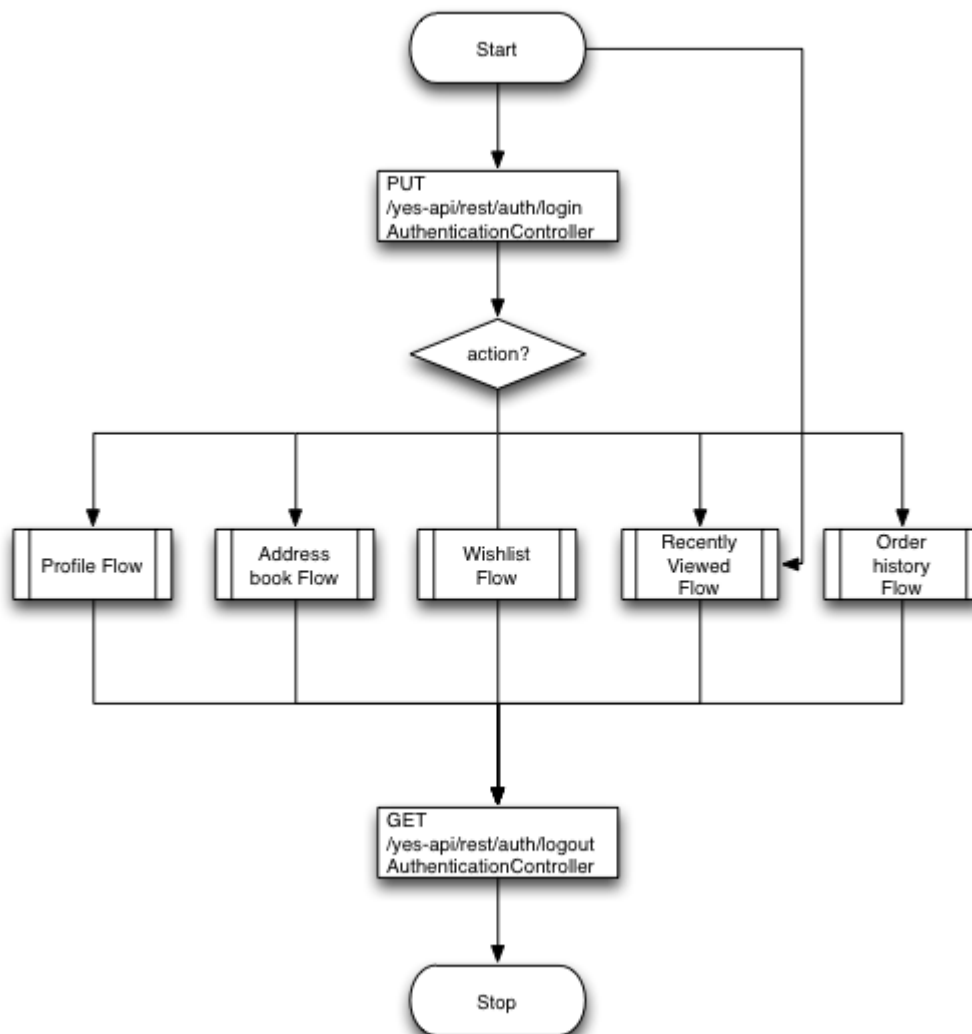 Start
PUT
/yes-api/rest/auth/login
AuthenticationController
action?
Profile Flow
Address
book Flow
Wishlist
Flow
Recently
Viewed
Flow
Order
history
Flow
GET
/yes-api/rest/auth/logout
AuthenticationController
Stop